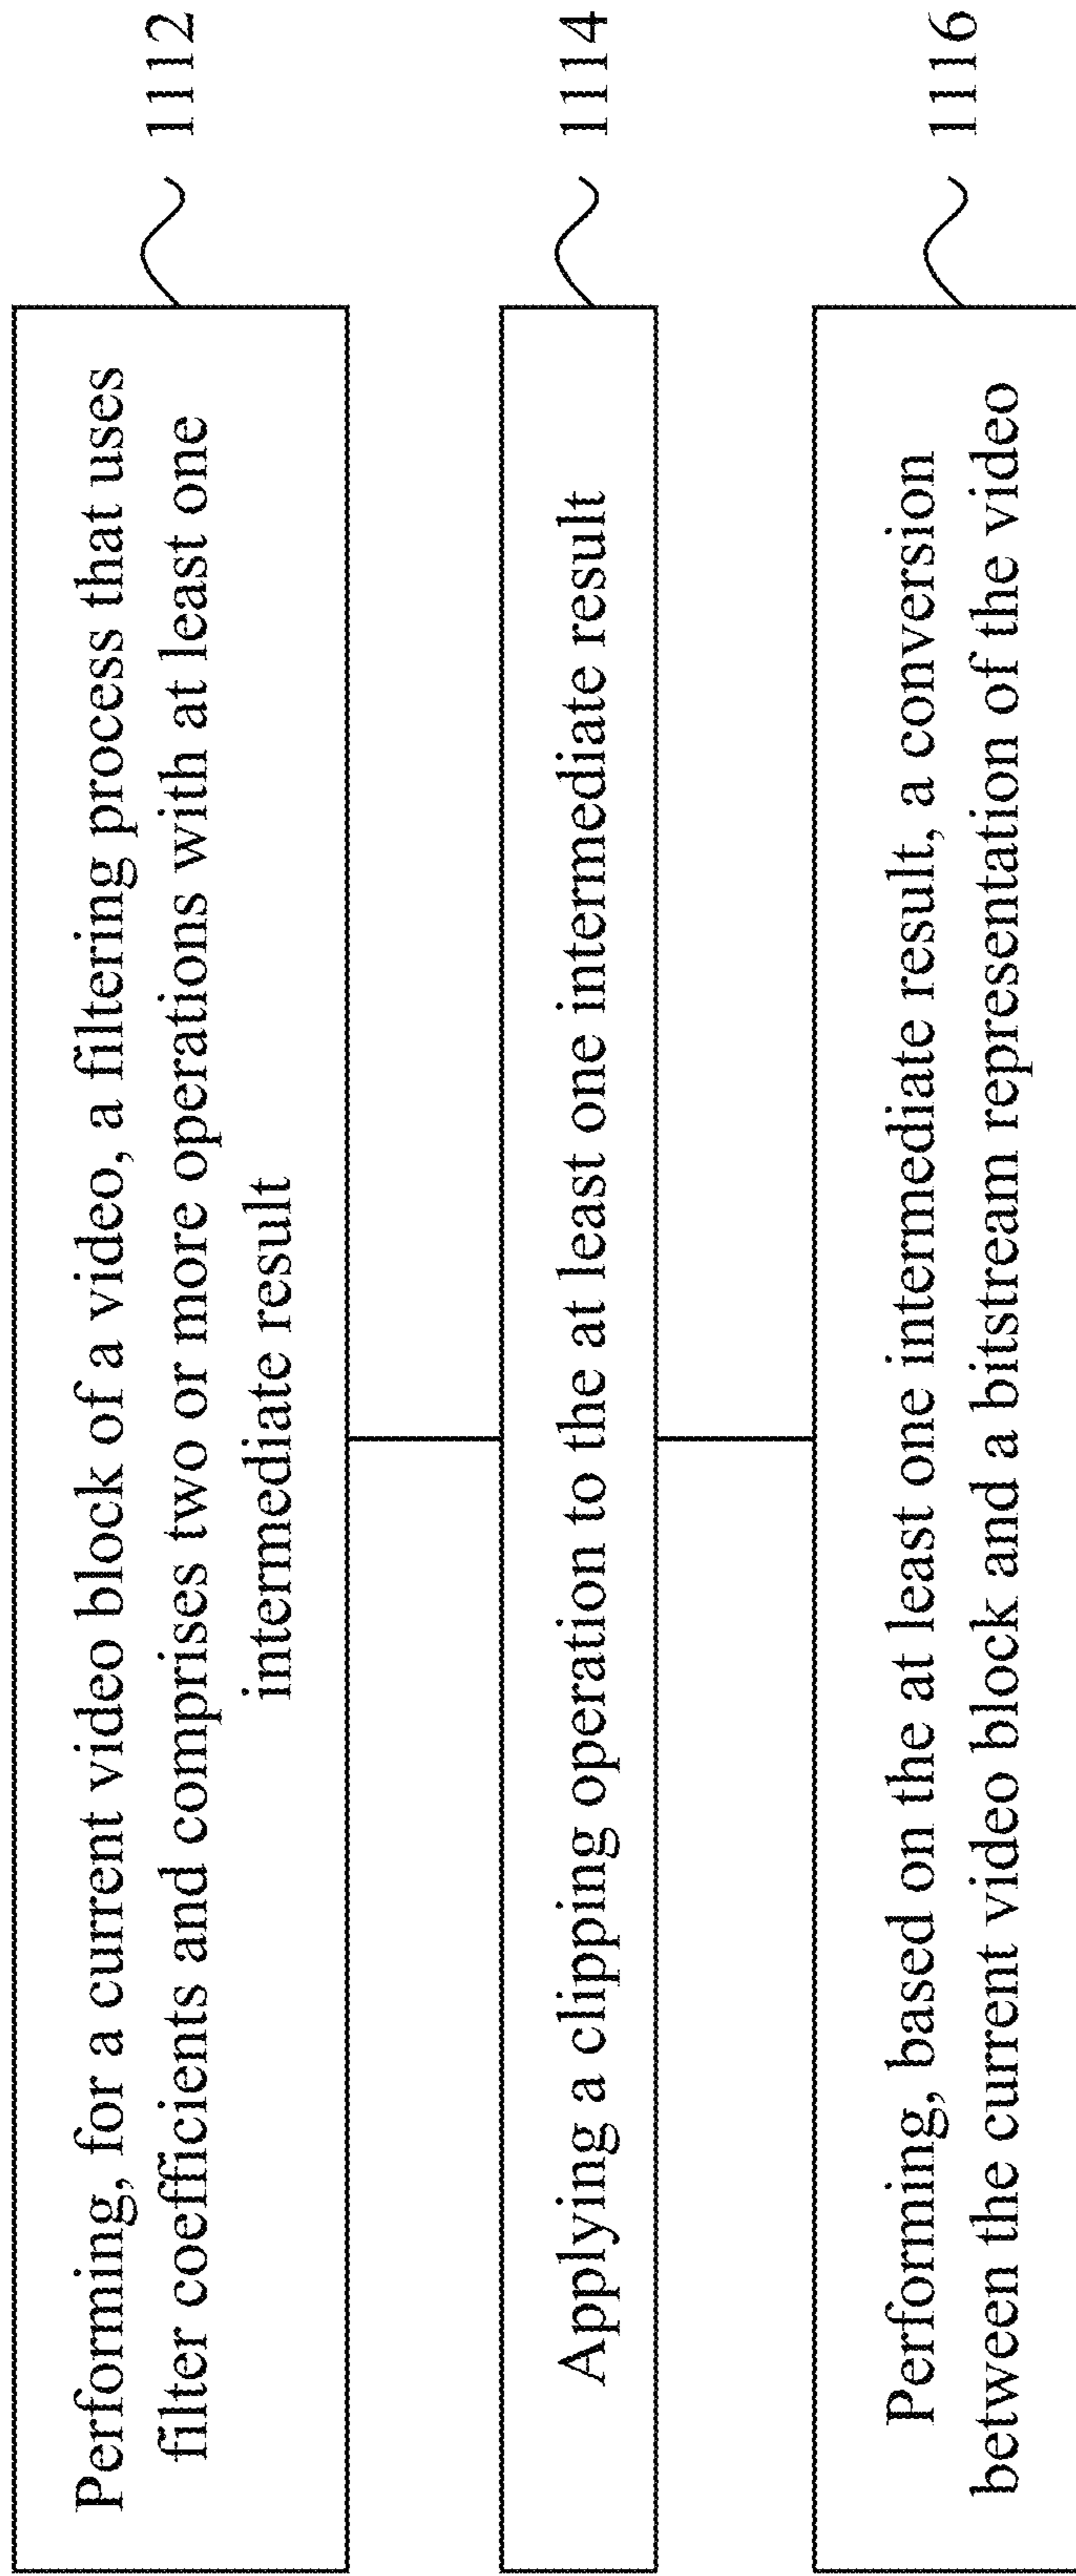 Performing, for a current video block of a video, a filtering process that uses
filter coefficients and comprises two or more operations with at least one
intermediate result
1112
Applying a clipping operation to the at least one intermediate result
1114
Performing, based on the at least one intermediate result, a conversion
between the current video block and a bitstream representation of the video
1116